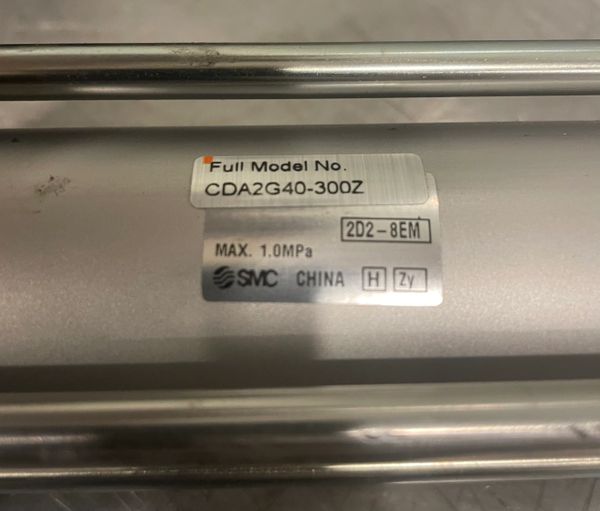 Full Model No.
CDA2G40-300Z
2D2-8EM
MAX. 1.0MPa
SMC CHINA H Zy